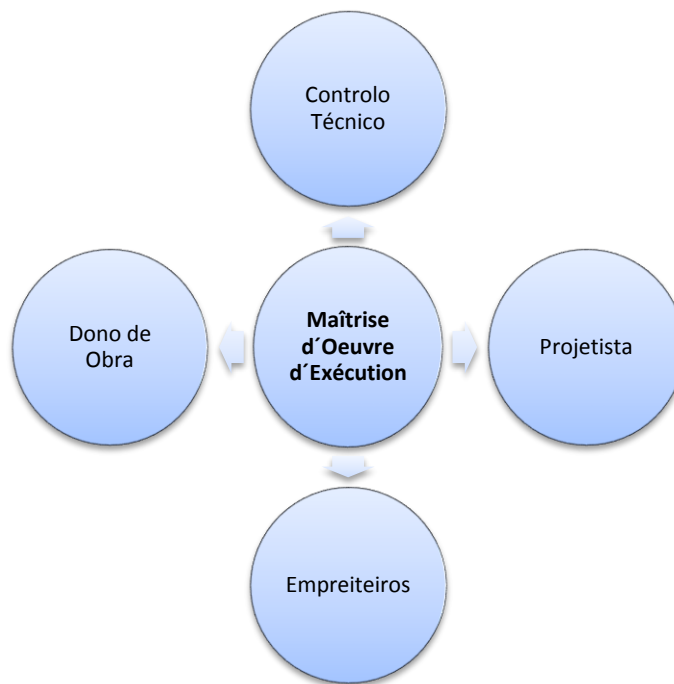 Controlo
Técnico
Dono de
Obra
Maîtrise
d´Oeuvre
d´Exécution
Projetista
Empreiteiros